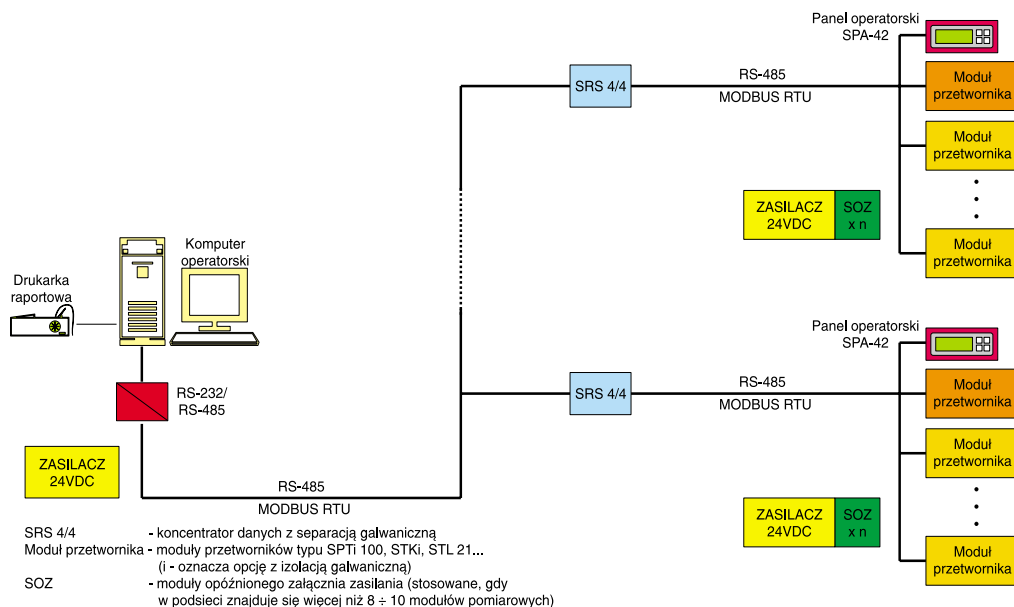 Panel operatorski
SPA-42
SRS 4/4
RS-485
MODBUS RTU
Moduł
przetwornika
Moduł
przetwornika
ZASILACZ
24VDC
SOZ
x n
Moduł
przetwornika
Komputer
operatorski
Drukarka
raportowa
RS-232/
RS-485
ZASILACZ
24VDC
RS-485
MODBUS RTU
Panel operatorski
SPA-42
SRS 4/4
RS-485
MODBUS RTU
Moduł
przetwornika
Moduł
przetwornika
ZASILACZ
24VDC
SOZ
x n
Moduł
przetwornika
SRS 4/4 - koncentrator danych z separacją galwaniczną
Moduł przetwornika - moduły przetworników typu SPTi 100, STKi, STL 21...
(i - oznacza opcję z izolacją galwaniczną)
SOZ - moduły opóźnionego załącznia zasilania (stosowane, gdy
w podsieci znajduje się więcej niż 8 ÷ 10 modułów pomiarowych)